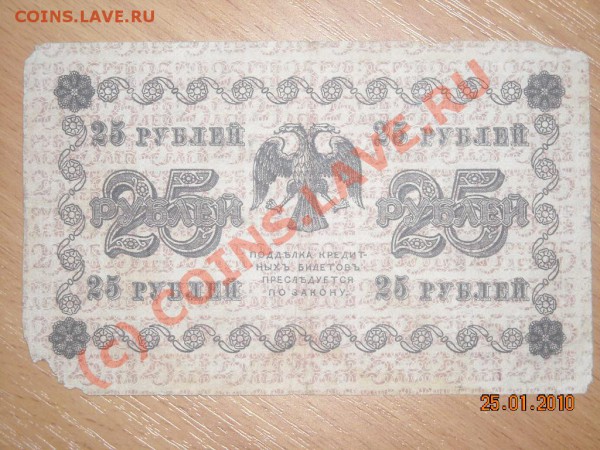 COINS.LAVE.RU
25 РУБЛЕЙ 25 РУБЛЕЙ
25 РУБЛЕЙ 25 РУБЛЕЙ
ПОДДѢЛКА КРЕДИТ-
НЫХЪ БИЛЕТОВЪ
ПРЕСЛѢДУЕТСЯ
ПО ЗАКОНУ.
25 РУБЛЕЙ 25 РУБЛЕЙ
(c) COINS.LAVE.RU
25.01.2010